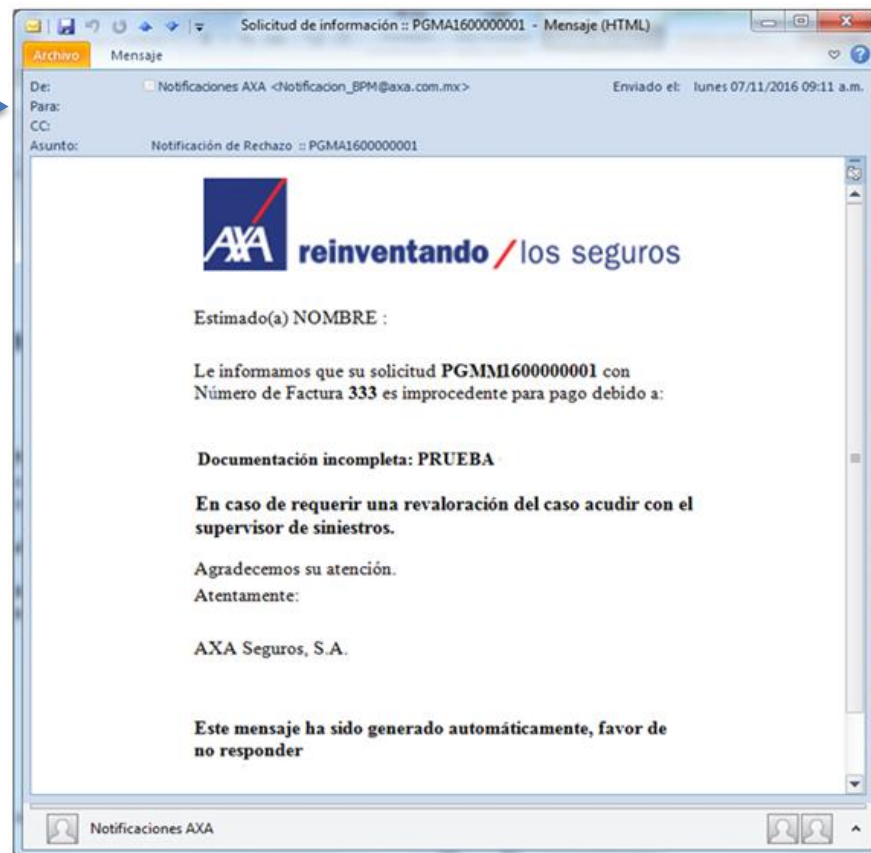 Solicitud de información :: PGMA1600000001 - Mensaje (HTML)
Archivo Mensaje
De: Notificaciones AXA <Notificacion_BPM@axa.com.mx> Enviado el: lunes 07/11/2016 09:11 a.m.
Para:
CC:
Asunto: Notificación de Rechazo :: PGMA1600000001
AXA reinventando / los seguros
Estimado(a) NOMBRE :
Le informamos que su solicitud PGMM1600000001 con
Número de Factura 333 es improcedente para pago debido a:
Documentación incompleta: PRUEBA
En caso de requerir una revaloración del caso acudir con el
supervisor de siniestros.
Agradecemos su atención.
Atentamente:
AXA Seguros, S.A.
Este mensaje ha sido generado automáticamente, favor de
no responder
Notificaciones AXA